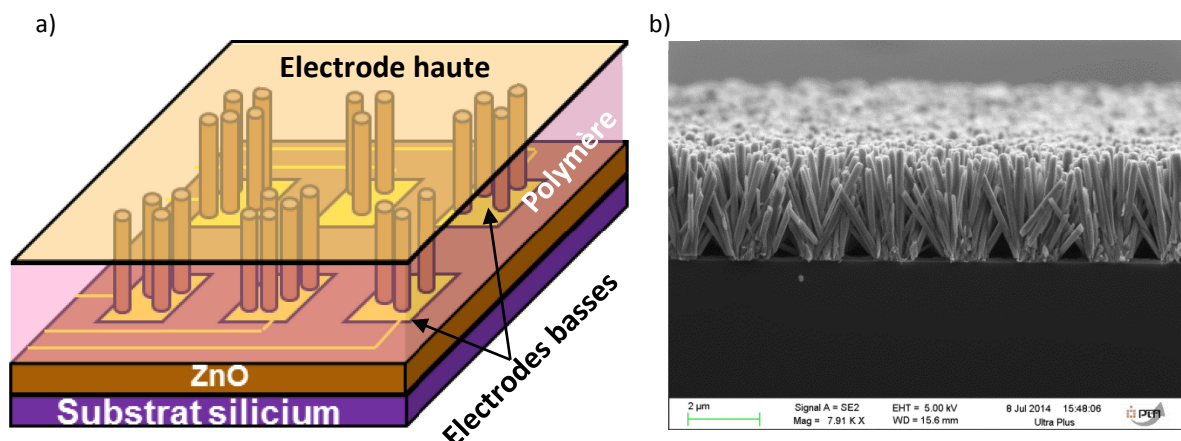 a)
Electrode haute
Polymère
Electrodes basses
ZnO
Substrat silicium
b)
2 µm
Signal A = SE2
Mag = 7.91 K X
EHT = 5.00 kV
WD = 15.6 mm
8 Jul 2014 15:48:06
Ultra Plus
PTA